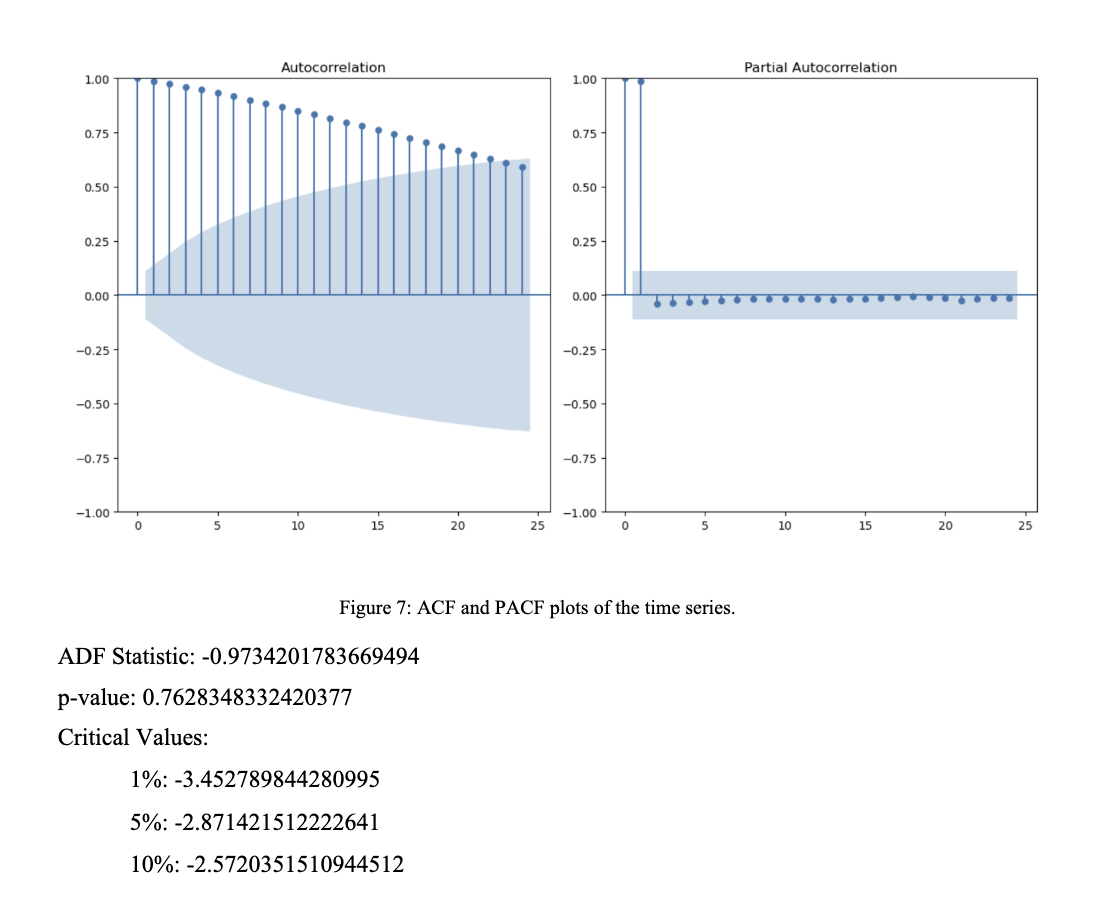 Autocorrelation
1.00
0.75
0.50
0.25
0.00
−0.25
−0.50
−0.75
−1.00
0 5 10 15 20 25
Partial Autocorrelation
1.00
0.75
0.50
0.25
0.00
−0.25
−0.50
−0.75
−1.00
0 5 10 15 20 25
Figure 7: ACF and PACF plots of the time series.
ADF Statistic: -0.9734201783669494
p-value: 0.7628348332420377
Critical Values:
1%: -3.452789844280995
5%: -2.871421512222641
10%: -2.5720351510944512